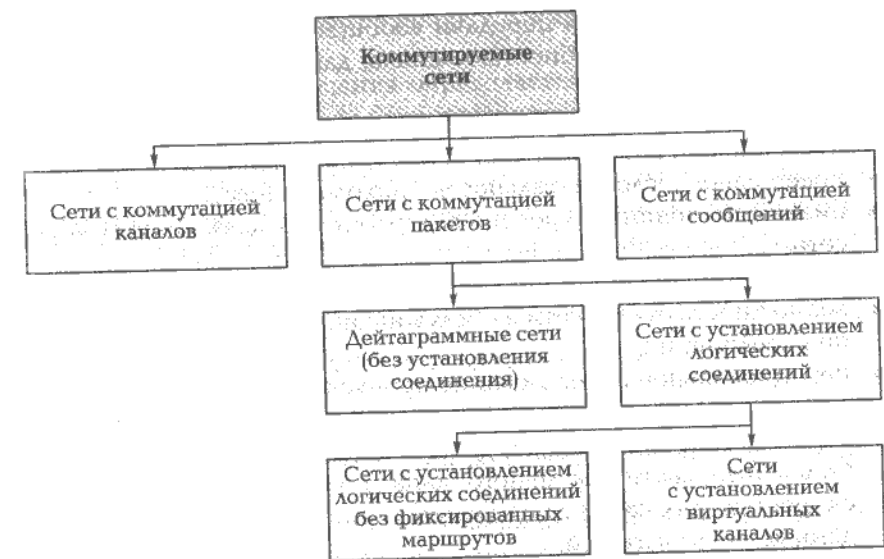 Коммутируемые
сети
Сети с коммутацией
каналов
Сети с коммутацией
пакетов
Сети с коммутацией
сообщений
Дейтаграммные сети
(без установления
соединения)
Сети с установлением
логических
соединений
Сети с установлением
логических соединений
без фиксированных
маршрутов
Сети
с установлением
виртуальных
каналов